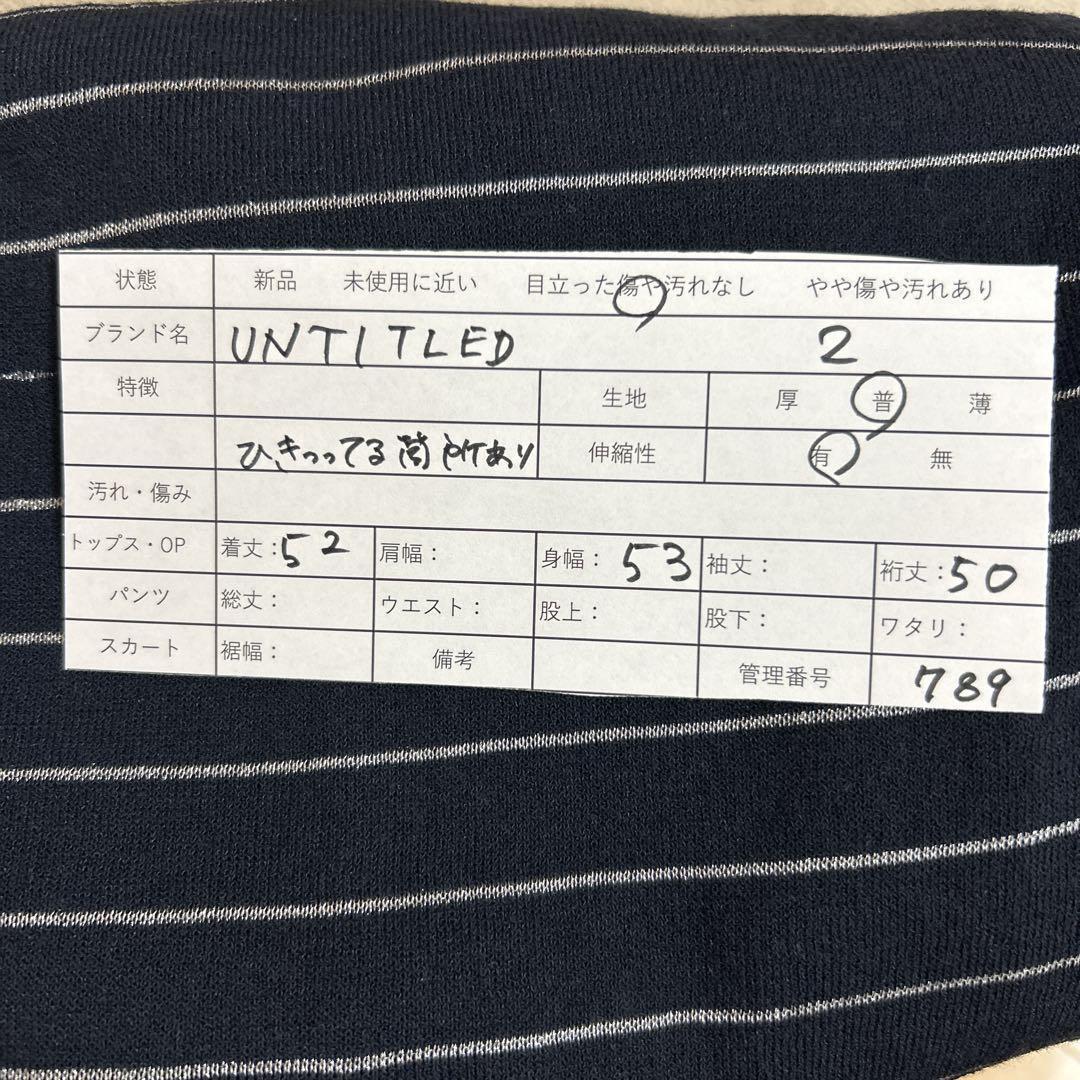 状態 新品 未使用に近い 目立った傷や汚れなし やや傷や汚れあり
ブランド名 UNTITLED 2
特徴 生地 厚 普 薄
ひきつってる箇所あり 伸縮性 有 無
汚れ・傷み
トップス・OP 着丈：52 肩幅： 身幅：53 袖丈： 裄丈：50
パンツ 総丈： ウエスト： 股上： 股下： ワタリ：
スカート 裾幅： 備考 管理番号 789